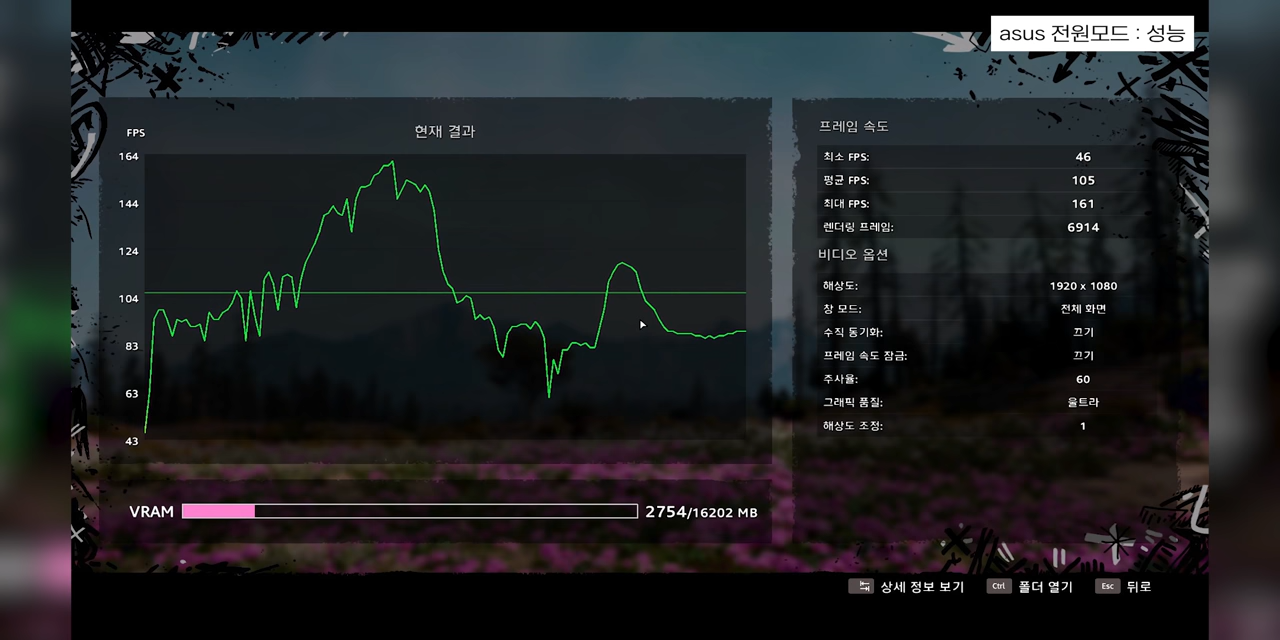 asus 전원모드 : 성능
FPS
현재 결과
164
144
124
104
83
63
43
VRAM 2754/16202 MB
프레임 속도
최소 FPS: 46
평균 FPS: 105
최대 FPS: 161
렌더링 프레임: 6914
비디오 옵션
해상도: 1920 x 1080
창 모드: 전체 화면
수직 동기화: 끄기
프레임 속도 잠금: 끄기
주사율: 60
그래픽 품질: 울트라
해상도 조정: 1
상세 정보 보기 Ctrl 폴더 열기 Esc 뒤로